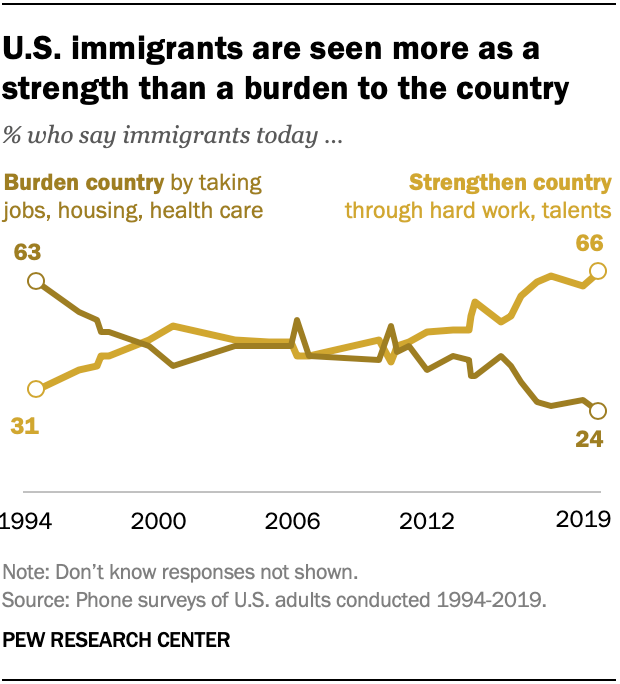 U.S. immigrants are seen more as a
strength than a burden to the country
% who say immigrants today ...
Burden country by taking
jobs, housing, health care
Strengthen country
through hard work, talents
63
66
31
24
1994
2000
2006
2012
2019
Note: Don’t know responses not shown.
Source: Phone surveys of U.S. adults conducted 1994-2019.
PEW RESEARCH CENTER